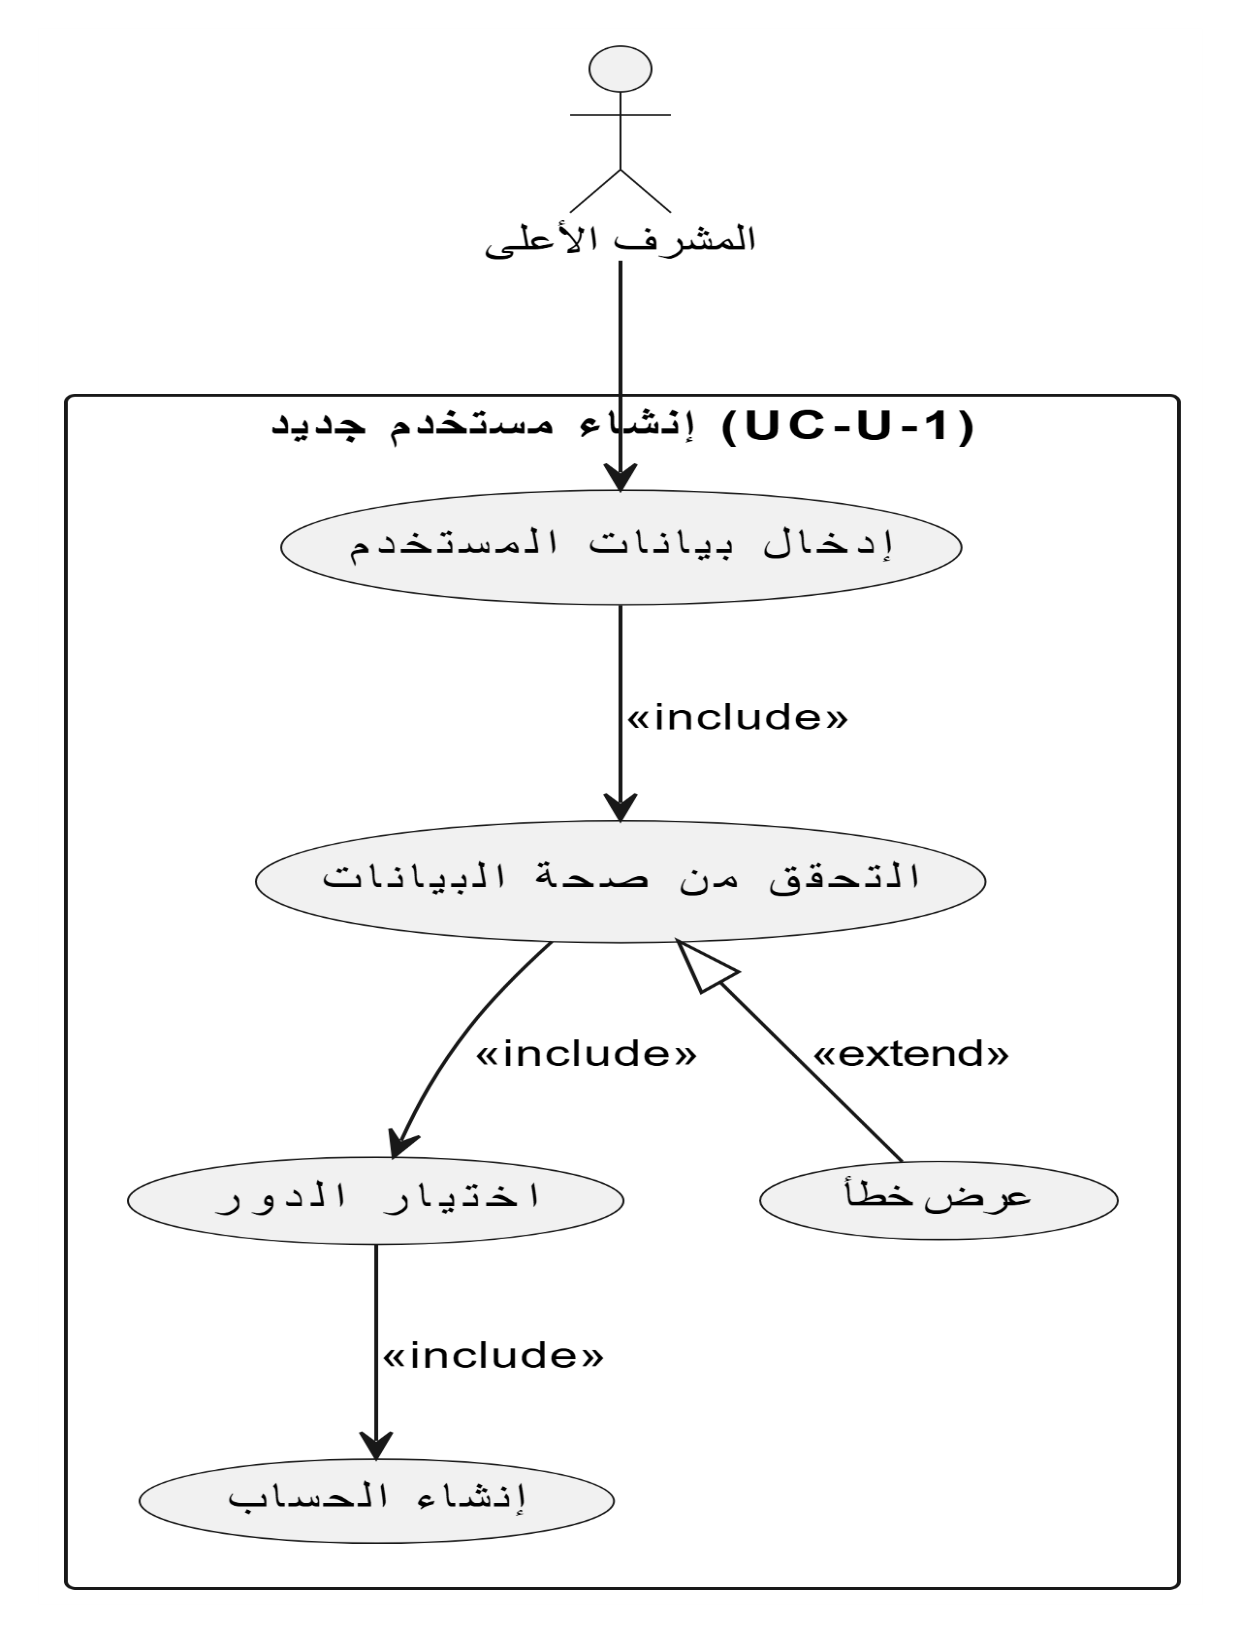 المشرف الأعلى
إنشاء مستخدم جديد (UC-U-1)
إدخال بيانات المستخدم
«include»
التحقق من صحة البيانات
«include»
«extend»
اختيار الدور
عرض خطأ
«include»
إنشاء الحساب